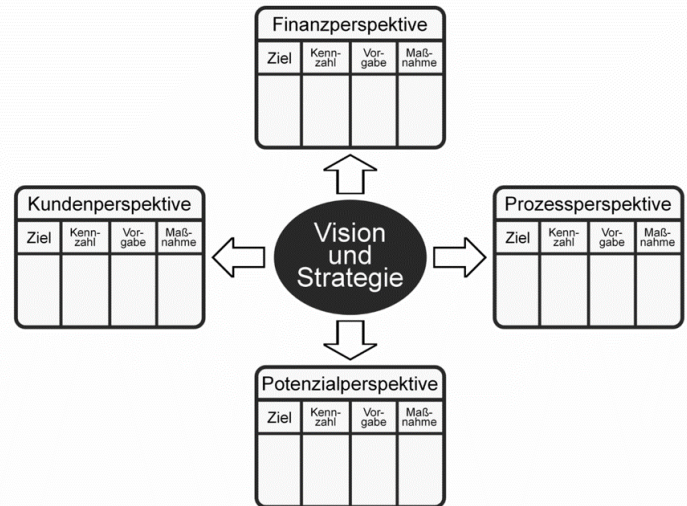 Finanzperspektive
Ziel Kenn-zahl Vor-gabe Maß-nahme
Kundenperspektive
Ziel Kenn-zahl Vor-gabe Maß-nahme
Vision
und
Strategie
Prozessperspektive
Ziel Kenn-zahl Vor-gabe Maß-nahme
Potenzialperspektive
Ziel Kenn-zahl Vor-gabe Maß-nahme